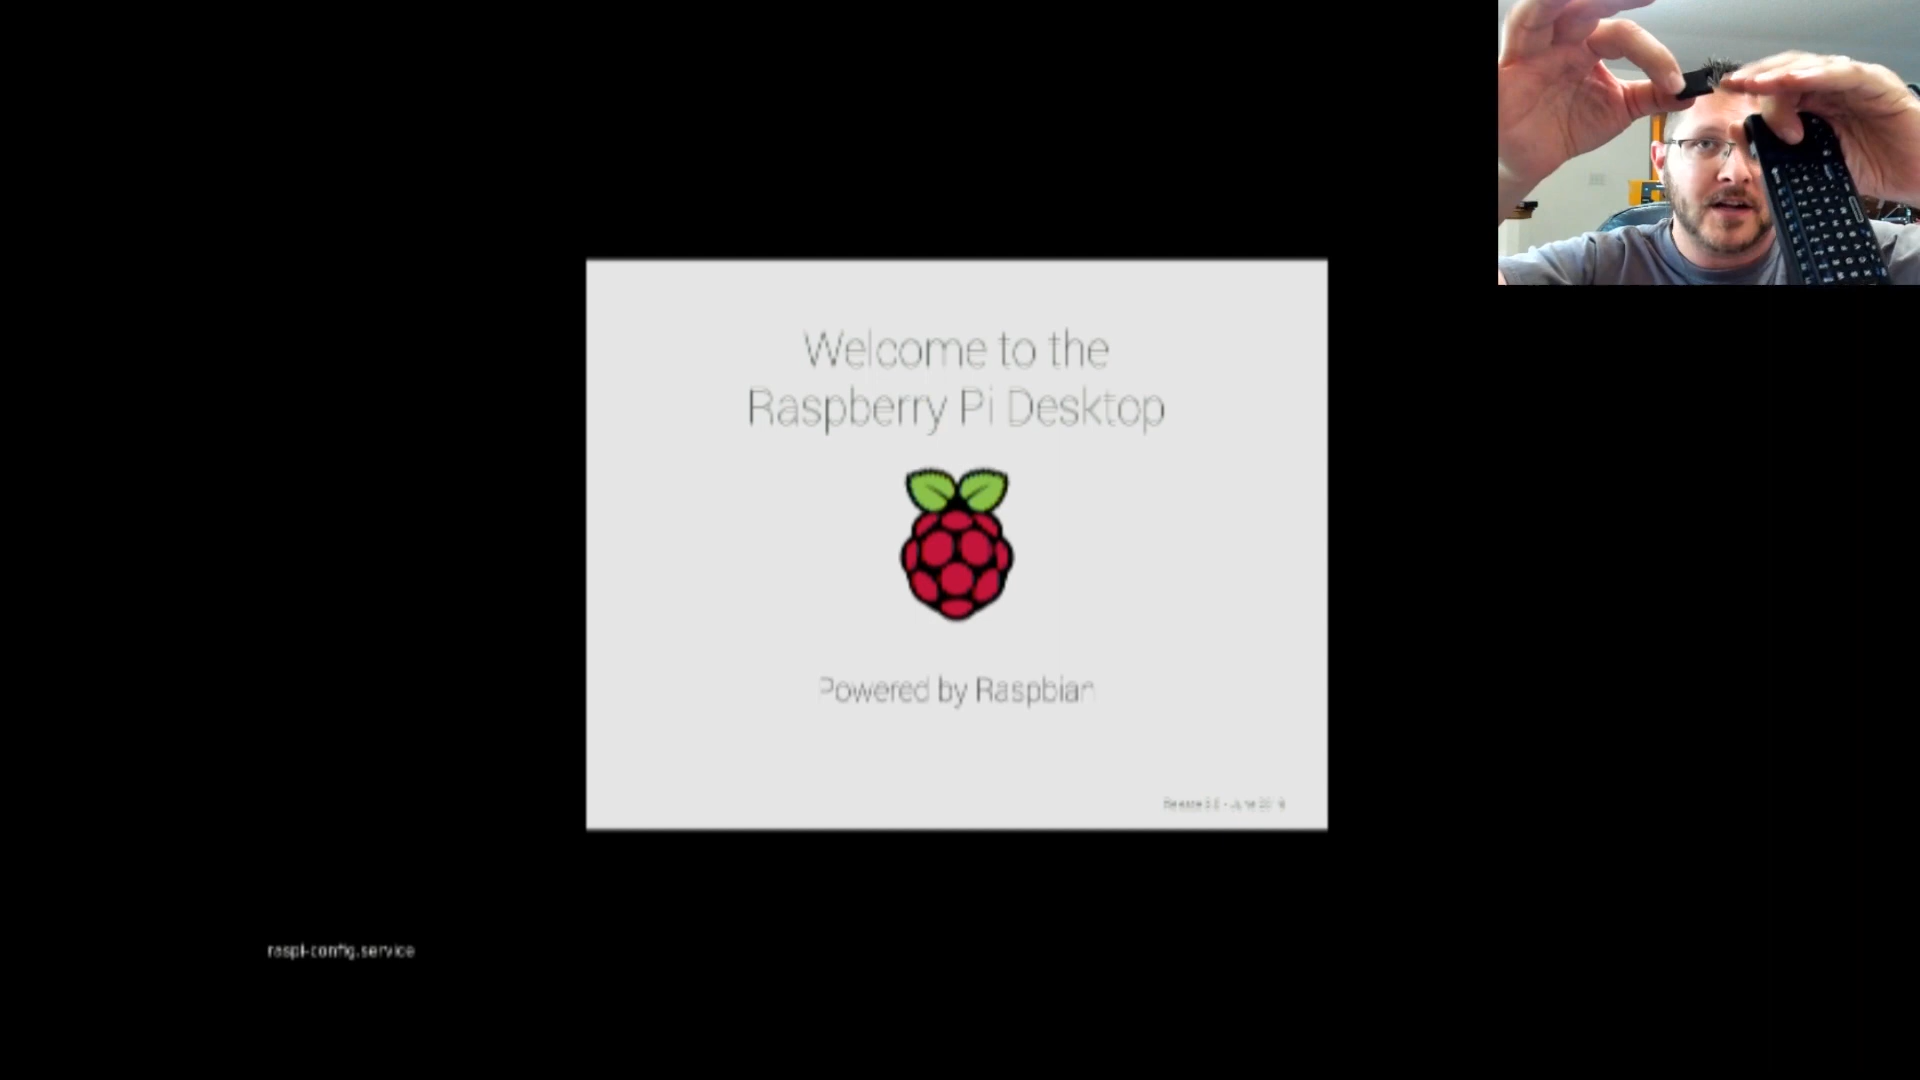 Welcome to the
Raspberry Pi Desktop
Powered by Raspbian
raspi-config.service